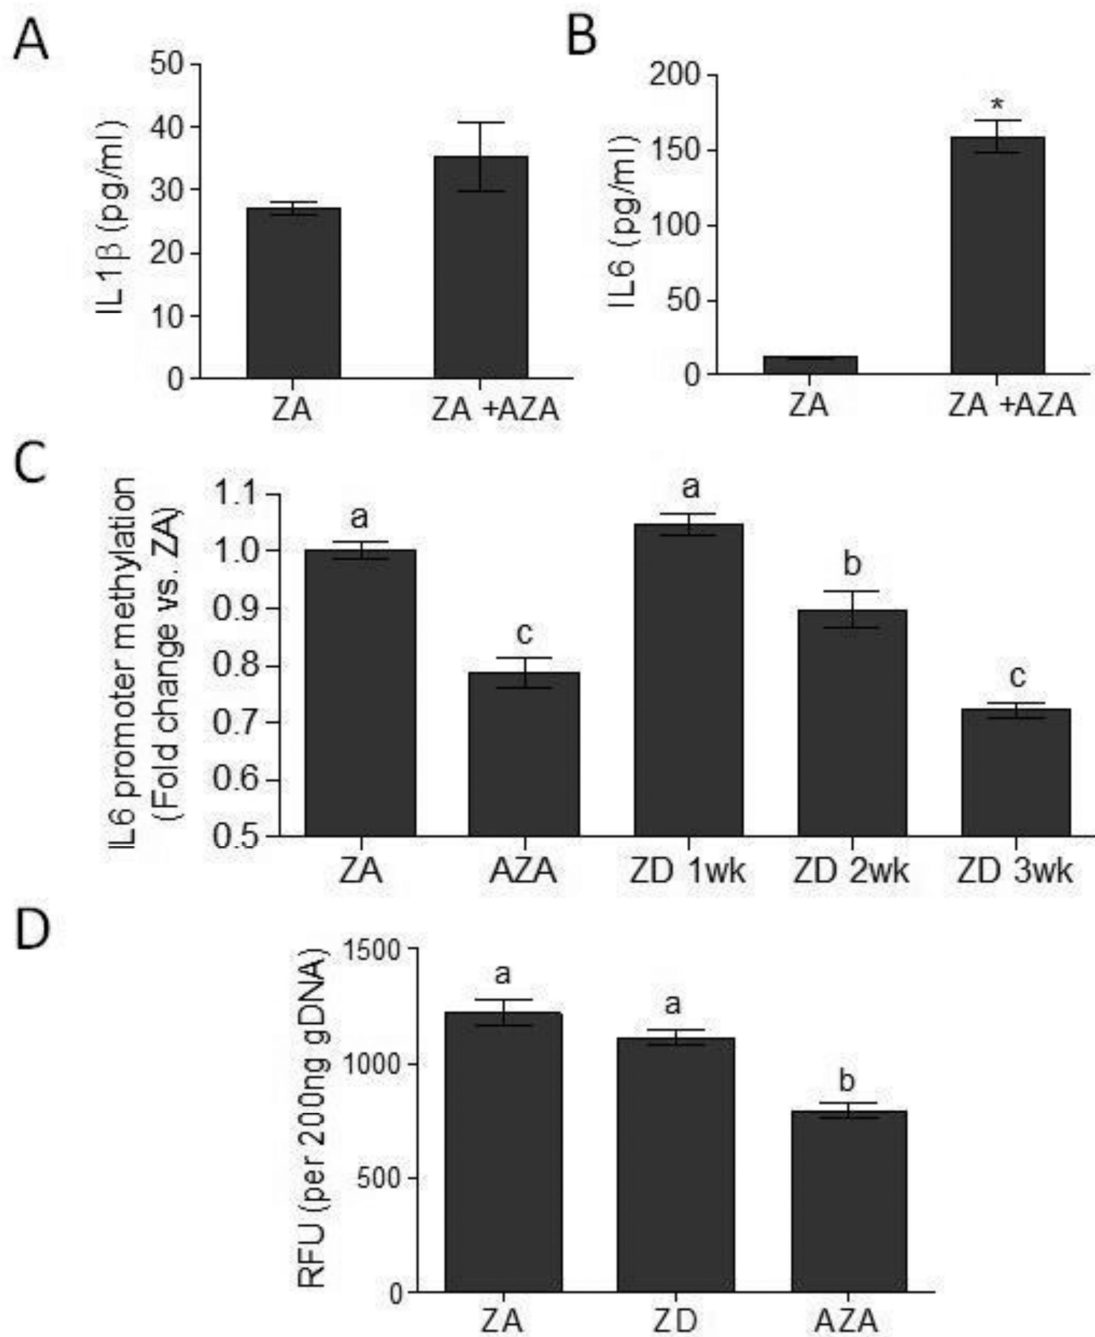 A
IL1β (pg/ml)
50
40
30
20
10
0
ZA
ZA +AZA
B
IL6 (pg/ml)
200
150
100
50
0
*
ZA
ZA +AZA
C
IL6 promoter methylation
(Fold change vs. ZA)
1.1
1.0
0.9
0.8
0.7
0.6
0.5
a
c
a
b
c
ZA
AZA
ZD 1wk
ZD 2wk
ZD 3wk
D
RFU (per 200ng gDNA)
1500
1000
500
0
a
a
b
ZA
ZD
AZA